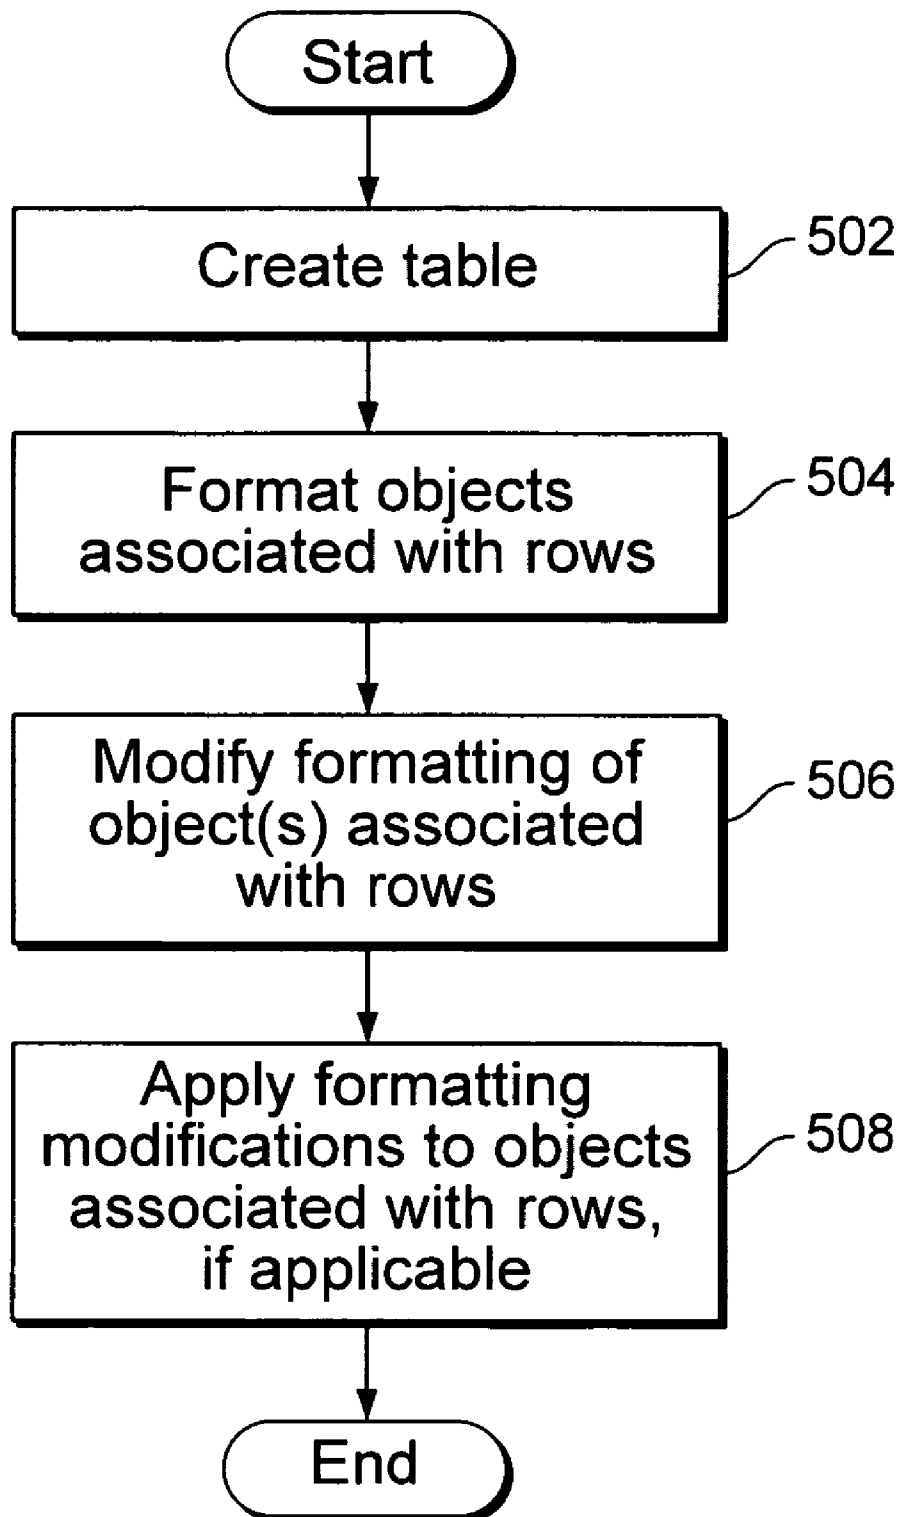 Start
Create table
502
Format objects
associated with rows
504
Modify formatting of
object(s) associated
with rows
506
Apply formatting
modifications to objects
associated with rows,
if applicable
508
End